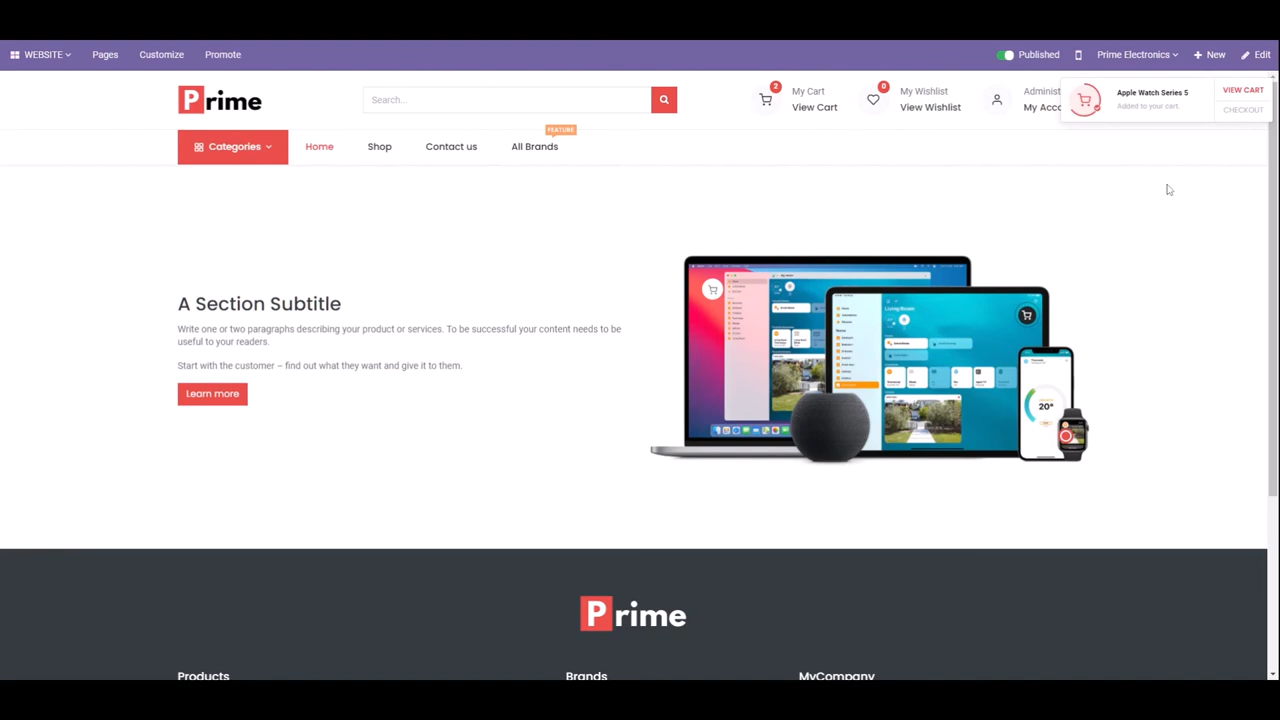 WEBSITE Pages Customize Promote Published Prime Electronics New Edit
Prime
Search...
2
My Cart
View Cart
0
My Wishlist
View Wishlist
Administ
My Acco
Apple Watch Series 5
Added to your cart.
VIEW CART
CHECKOUT
FEATURE
Categories Home Shop Contact us All Brands
A Section Subtitle
Write one or two paragraphs describing your product or services. To be successful your content needs to be
useful to your readers.
Start with the customer – find out what they want and give it to them.
Learn more
Living Room
20°
Prime
Products Brands MyCompany